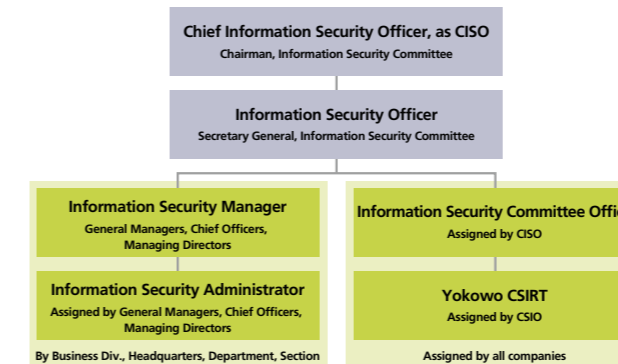 Chief Information Security Officer, as CISO
Chairman, Information Security Committee
Information Security Officer
Secretary General, Information Security Committee
Information Security Manager
General Managers, Chief Officers,
Managing Directors
Information Security Administrator
Assigned by General Managers, Chief Officers,
Managing Directors
By Business Div., Headquarters, Department, Section
Information Security Committee
Assigned by CISO
Yokowo CSIRT
Assigned by CSIO
Assigned by all companies